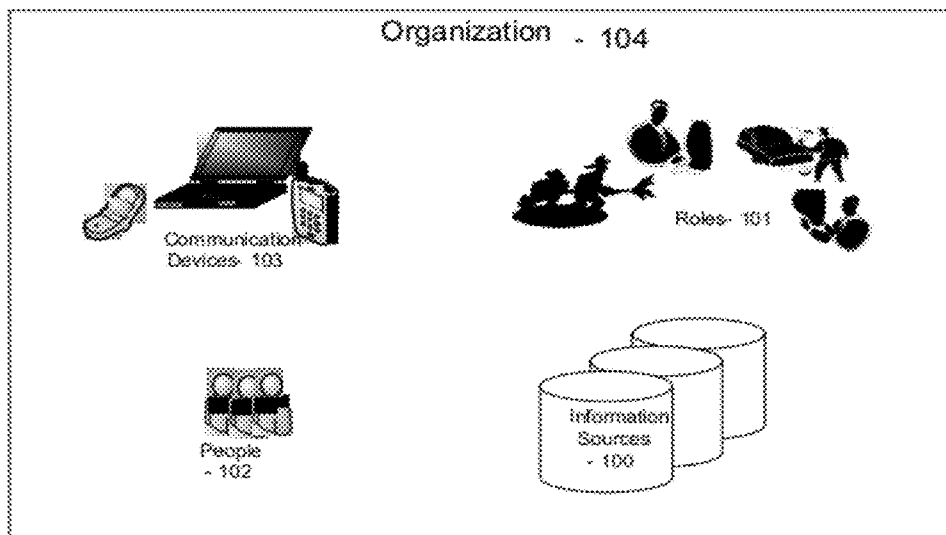 Organization - 104
Communication
Devices- 103
Roles- 101
People
- 102
Information
Sources
- 100